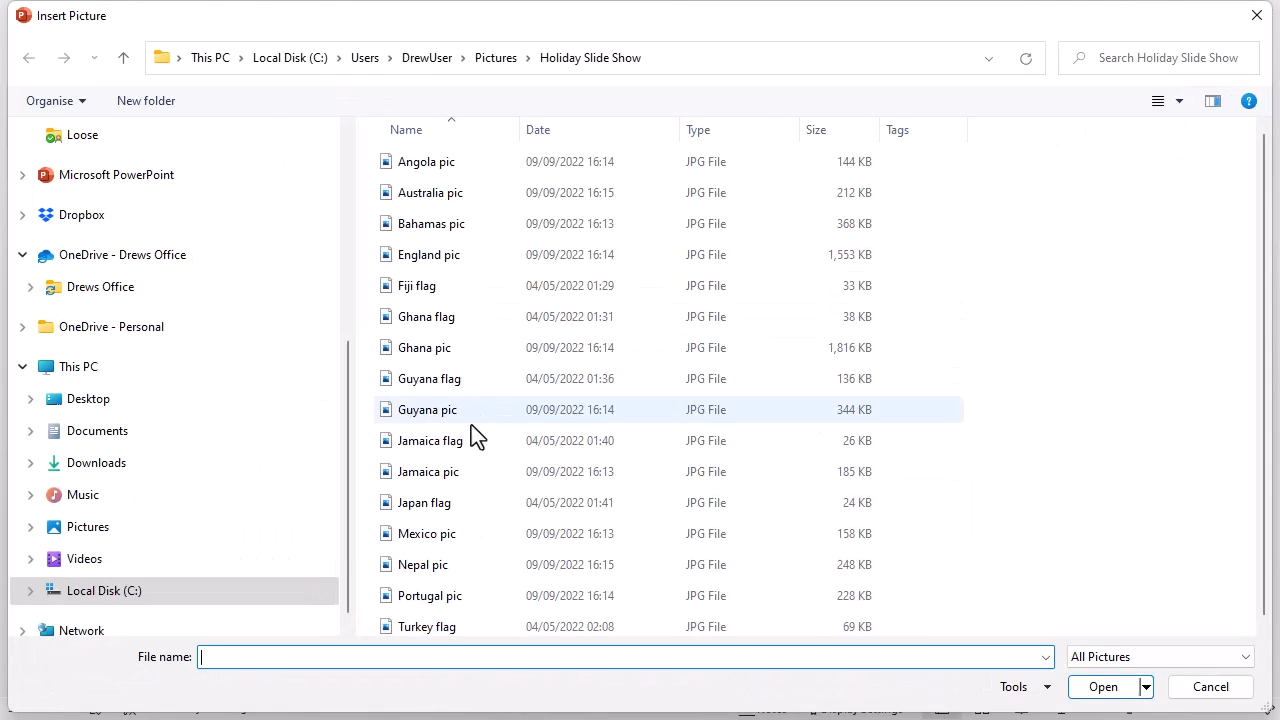 Insert Picture
This PC > Local Disk (C:) > Users > DrewUser > Pictures > Holiday Slide Show
Search Holiday Slide Show
Organise
New folder
Loose
Microsoft PowerPoint
Dropbox
OneDrive - Drews Office
Drews Office
OneDrive - Personal
This PC
Desktop
Documents
Downloads
Music
Pictures
Videos
Local Disk (C:)
Network
Name Date Type Size Tags
Angola pic 09/09/2022 16:14 JPG File 144 KB
Australia pic 09/09/2022 16:15 JPG File 212 KB
Bahamas pic 09/09/2022 16:13 JPG File 368 KB
England pic 09/09/2022 16:14 JPG File 1,553 KB
Fiji flag 04/05/2022 01:29 JPG File 33 KB
Ghana flag 04/05/2022 01:31 JPG File 38 KB
Ghana pic 09/09/2022 16:14 JPG File 1,816 KB
Guyana flag 04/05/2022 01:36 JPG File 136 KB
Guyana pic 09/09/2022 16:14 JPG File 344 KB
Jamaica flag 04/05/2022 01:40 JPG File 26 KB
Jamaica pic 09/09/2022 16:13 JPG File 185 KB
Japan flag 04/05/2022 01:41 JPG File 24 KB
Mexico pic 09/09/2022 16:13 JPG File 158 KB
Nepal pic 09/09/2022 16:15 JPG File 248 KB
Portugal pic 09/09/2022 16:14 JPG File 228 KB
Turkey flag 04/05/2022 02:08 JPG File 69 KB
File name:
All Pictures
Tools
Open
Cancel